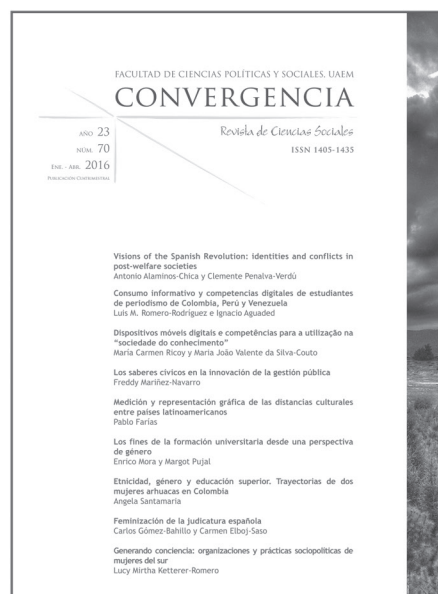 FACULTAD DE CIENCIAS POLÍTICAS Y SOCIALES, UAEM
CONVERGENCIA
Revista de Ciencias Sociales
ISSN 1405-1435
AÑO 23
NÚM. 70
ENE. - ABR. 2016
PUBLICACIÓN CUATRIMESTRAL
Visions of the Spanish Revolution: identities and conflicts in
post-welfare societies
Antonio Alaminos-Chica y Clemente Penalva-Verdú
Consumo informativo y competencias digitales de estudiantes
de periodismo de Colombia, Perú y Venezuela
Luis M. Romero-Rodríguez e Ignacio Aguaded
Dispositivos móveis digitais e competências para a utilização na
“sociedade do conhecimento”
María Carmen Ricoy y Maria João Valente da Silva-Couto
Los saberes cívicos en la innovación de la gestión pública
Freddy Mariñez-Navarro
Medición y representación gráfica de las distancias culturales
entre países latinoamericanos
Pablo Farías
Los fines de la formación universitaria desde una perspectiva
de género
Enrico Mora y Margot Pujal
Etnicidad, género y educación superior. Trayectorias de dos
mujeres arhuacas en Colombia
Angela Santamaria
Feminización de la judicatura española
Carlos Gómez-Bahillo y Carmen Elboj-Saso
Generando conciencia: organizaciones y prácticas sociopolíticas de
mujeres del sur
Lucy Mirtha Ketterer-Romero